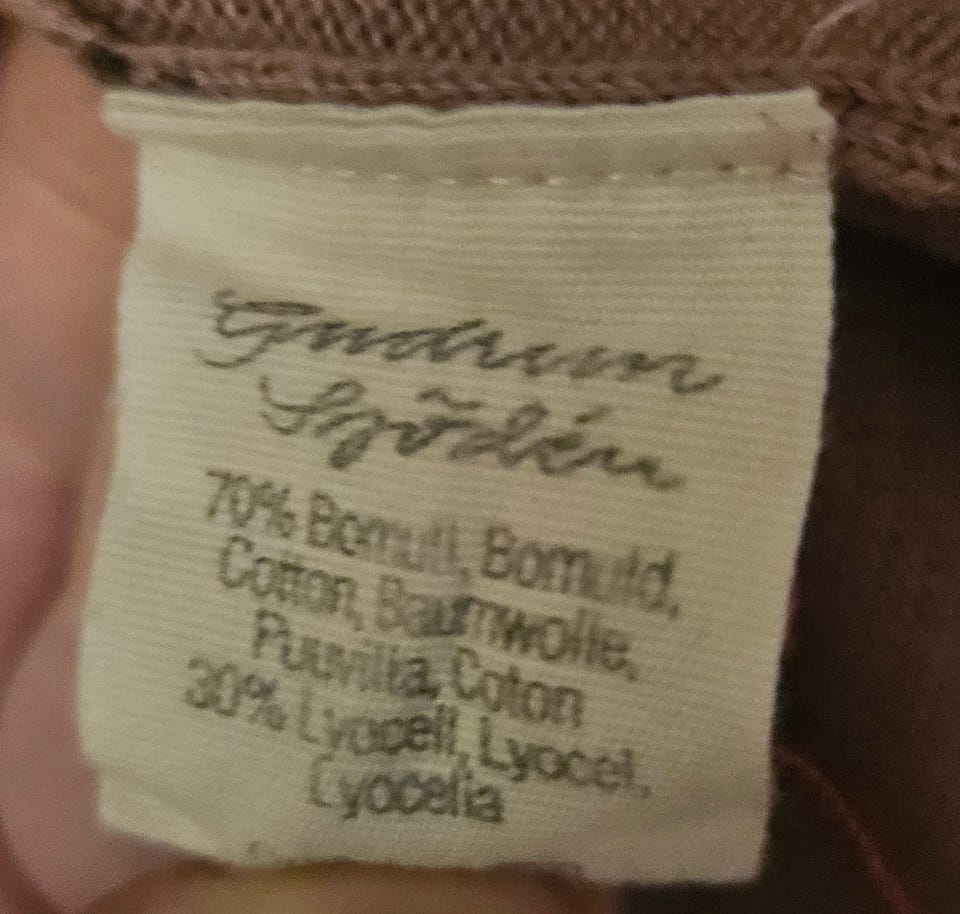 Gudrun
Sjödén
70% Bomull, Bomuld,
Cotton, Baumwolle,
Puuvilla, Coton
30% Lyocell, Lyocel,
Lyocelia